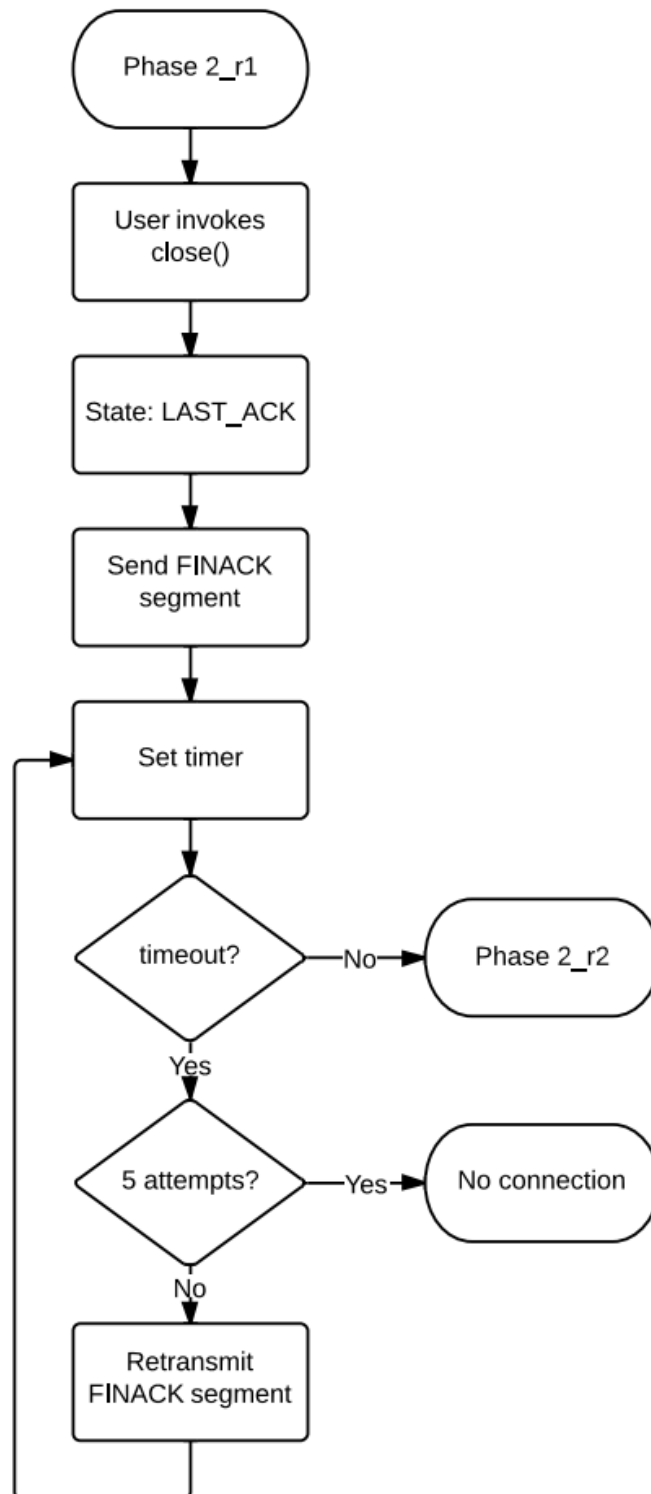 Phase 2_r1
User invokes
close()
State: LAST_ACK
Send FINACK
segment
Set timer
timeout?
No
Phase 2_r2
Yes
5 attempts?
Yes
No connection
No
Retransmit
FINACK segment